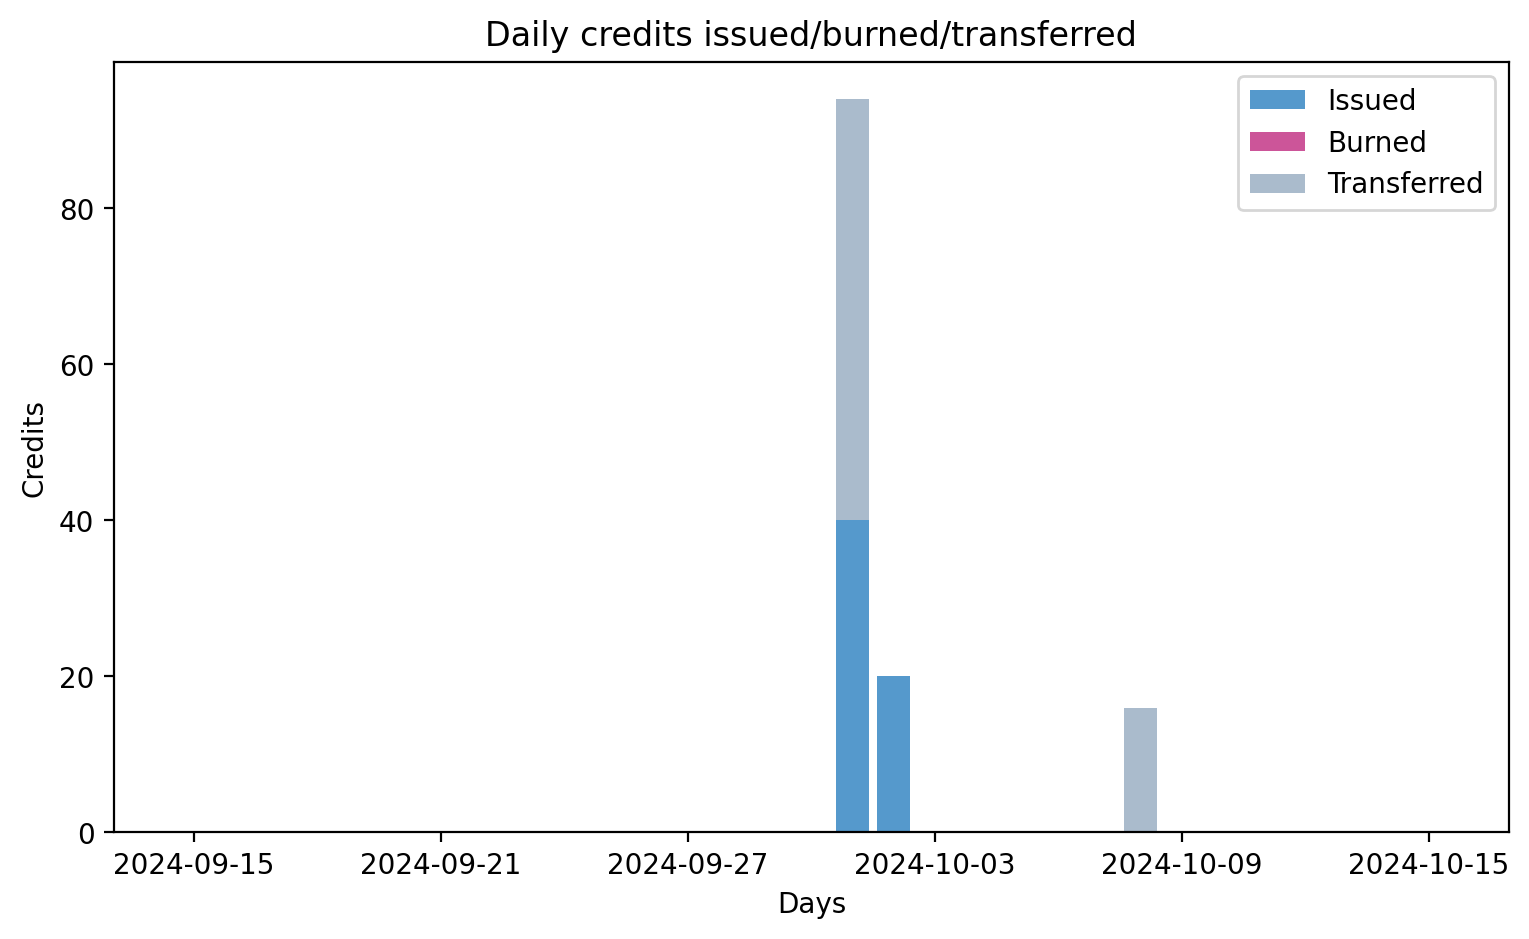 Daily credits issued/burned/transferred
Issued
Burned
Transferred
80
60
40
20
0
Credits
2024-09-15
2024-09-21
2024-09-27
2024-10-03
2024-10-09
2024-10-15
Days